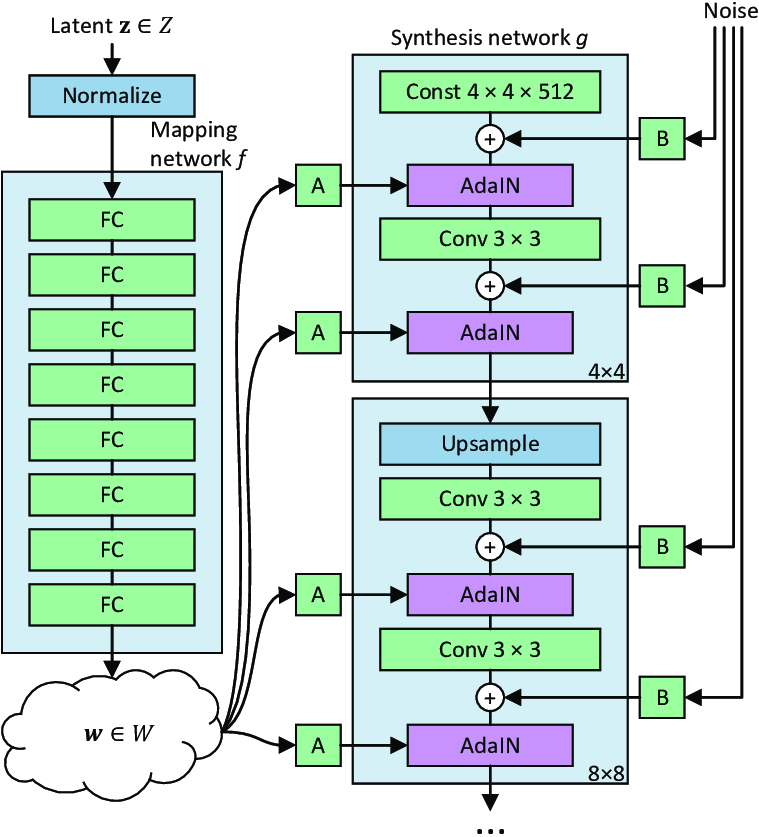 Latent z ∈ Z
Normalize
Mapping
network f
FC
FC
FC
FC
FC
FC
FC
FC
w ∈ W
A
A
A
A
Synthesis network g
Const 4 × 4 × 512
+
AdaIN
Conv 3 × 3
+
AdaIN
4×4
Upsample
Conv 3 × 3
+
AdaIN
Conv 3 × 3
+
AdaIN
8×8
...
Noise
B
B
B
B